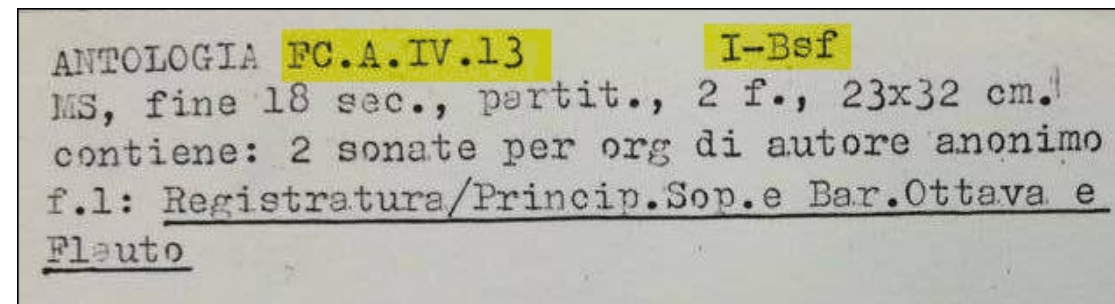 ANTOLOGIA FC.A.IV.13 I-Bsf
MS, fine 18 sec., partit., 2 f., 23x32 cm.
contiene: 2 sonate per org di autore anonimo
f.1: Registratura/Princip.Sop.e Bar.Ottava e
Flauto